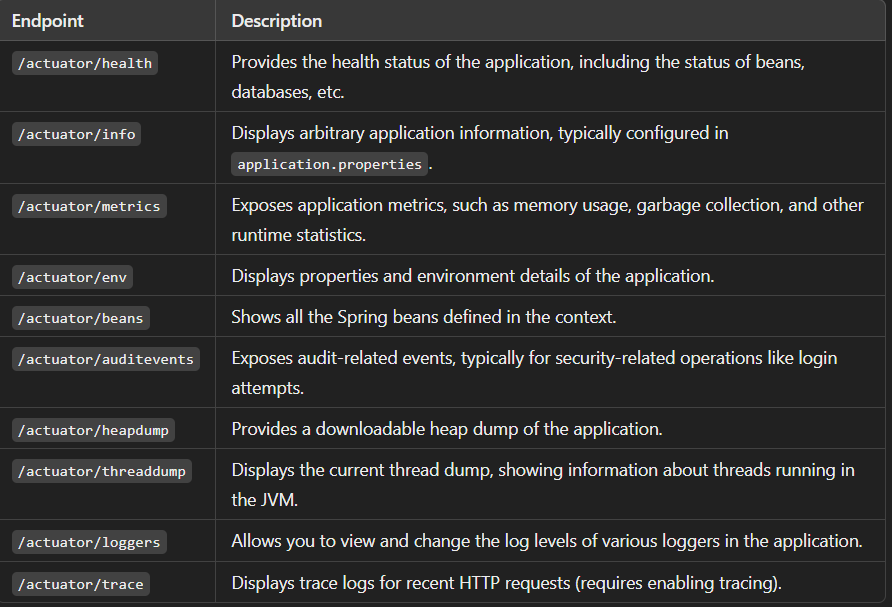 Endpoint Description
/actuator/health Provides the health status of the application, including the status of beans,
databases, etc.
/actuator/info Displays arbitrary application information, typically configured in
application.properties .
/actuator/metrics Exposes application metrics, such as memory usage, garbage collection, and other
runtime statistics.
/actuator/env Displays properties and environment details of the application.
/actuator/beans Shows all the Spring beans defined in the context.
/actuator/auditevents Exposes audit-related events, typically for security-related operations like login
attempts.
/actuator/heapdump Provides a downloadable heap dump of the application.
/actuator/threaddump Displays the current thread dump, showing information about threads running in
the JVM.
/actuator/loggers Allows you to view and change the log levels of various loggers in the application.
/actuator/trace Displays trace logs for recent HTTP requests (requires enabling tracing).